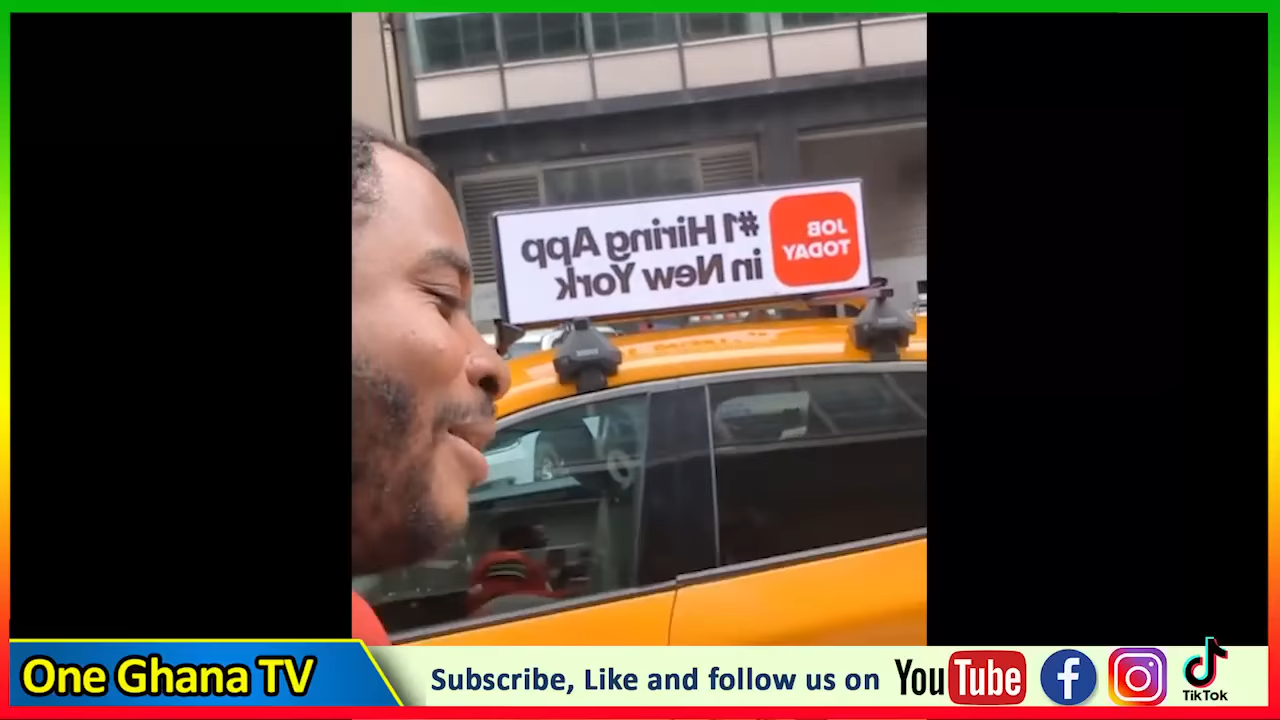 #1 Hiring App
in New York
JOB
TODAY
One Ghana TV
Subscribe, Like and follow us on
YouTube
TikTok